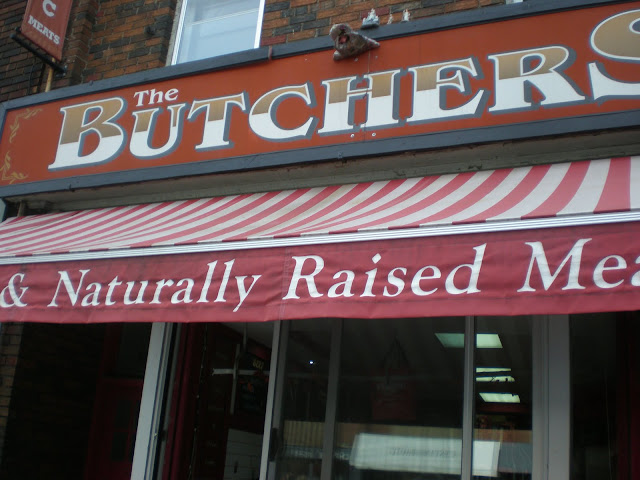 C
MEATS
The
BUTCHERS
& Naturally Raised Mea